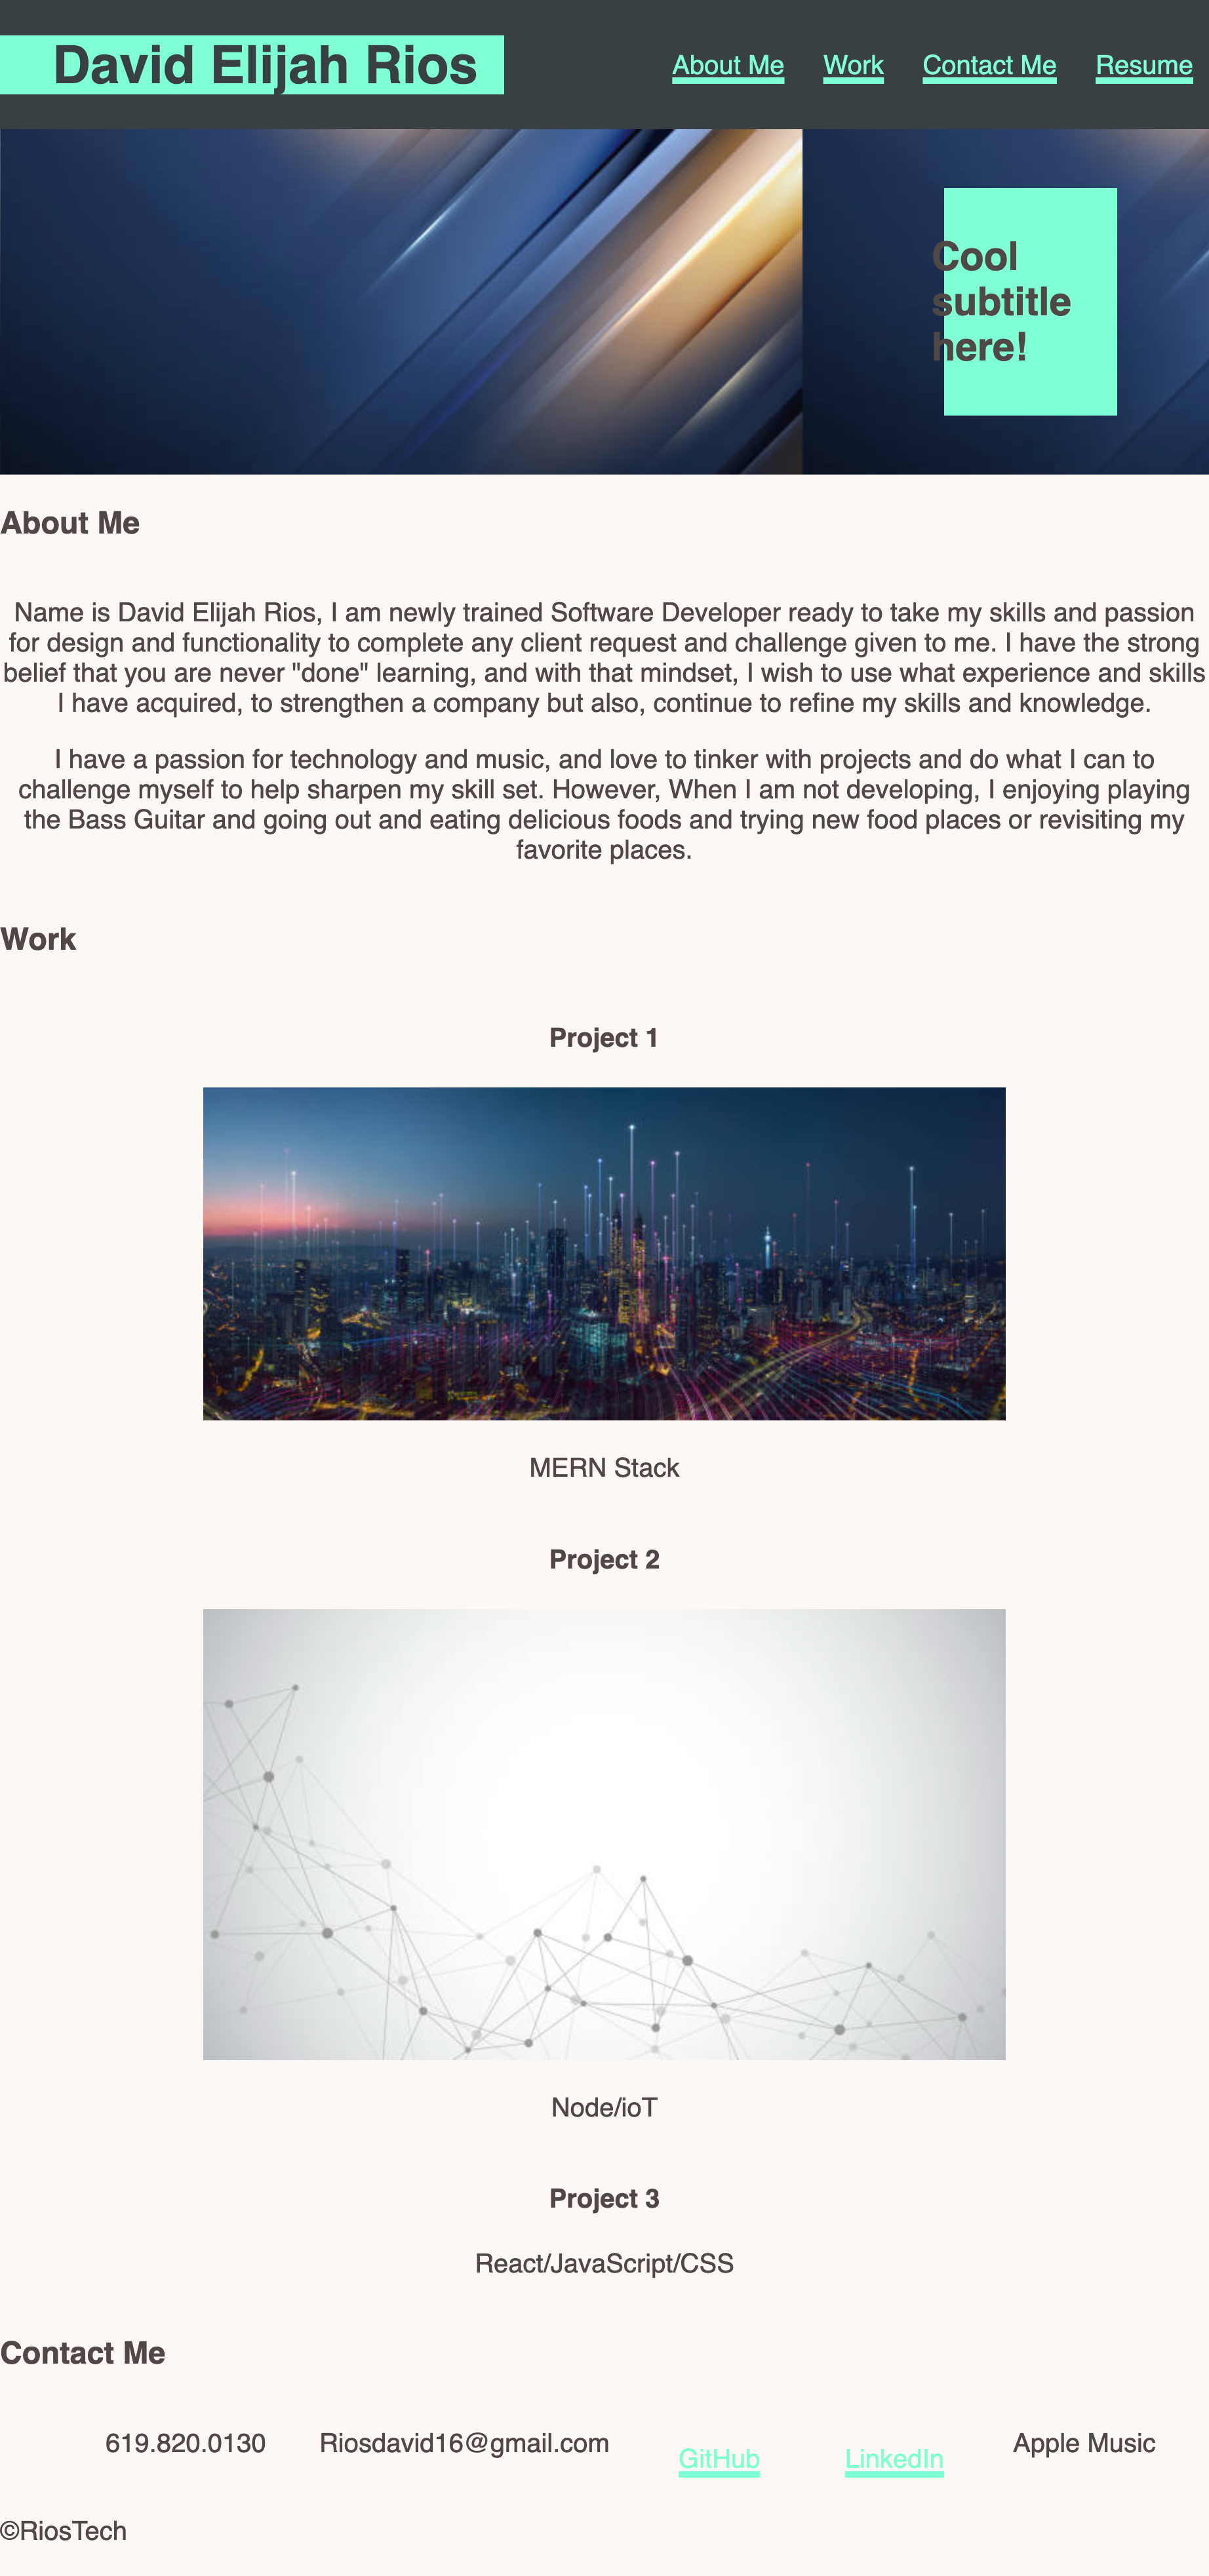 David Elijah Rios
About Me Work Contact Me Resume
Cool
subtitle
here!
About Me
Name is David Elijah Rios, I am newly trained Software Developer ready to take my skills and passion
for design and functionality to complete any client request and challenge given to me. I have the strong
belief that you are never "done" learning, and with that mindset, I wish to use what experience and skills
I have acquired, to strengthen a company but also, continue to refine my skills and knowledge.
I have a passion for technology and music, and love to tinker with projects and do what I can to
challenge myself to help sharpen my skill set. However, When I am not developing, I enjoying playing
the Bass Guitar and going out and eating delicious foods and trying new food places or revisiting my
favorite places.
Work
Project 1
MERN Stack
Project 2
Node/ioT
Project 3
React/JavaScript/CSS
Contact Me
619.820.0130 Riosdavid16@gmail.com GitHub LinkedIn Apple Music
©RiosTech